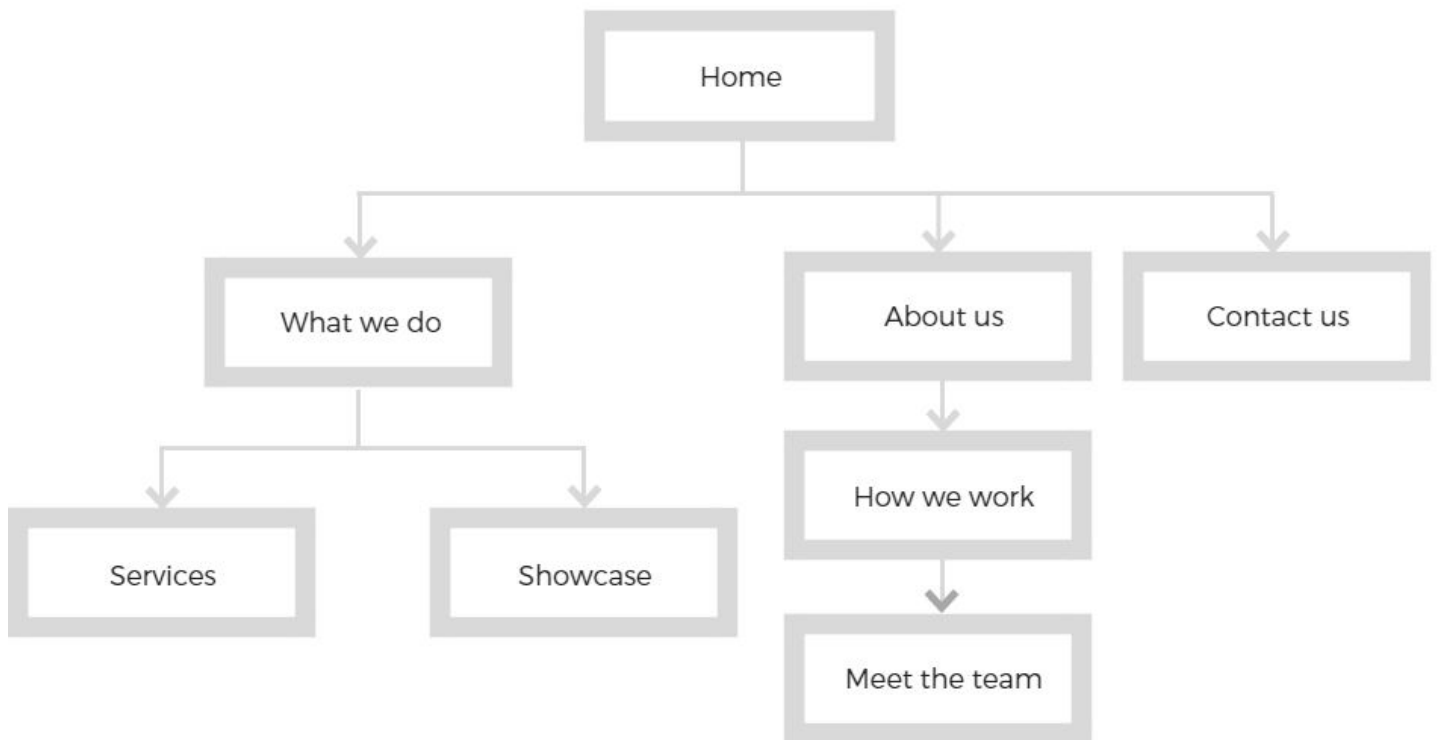 Home
What we do
About us
Contact us
How we work
Services
Showcase
Meet the team